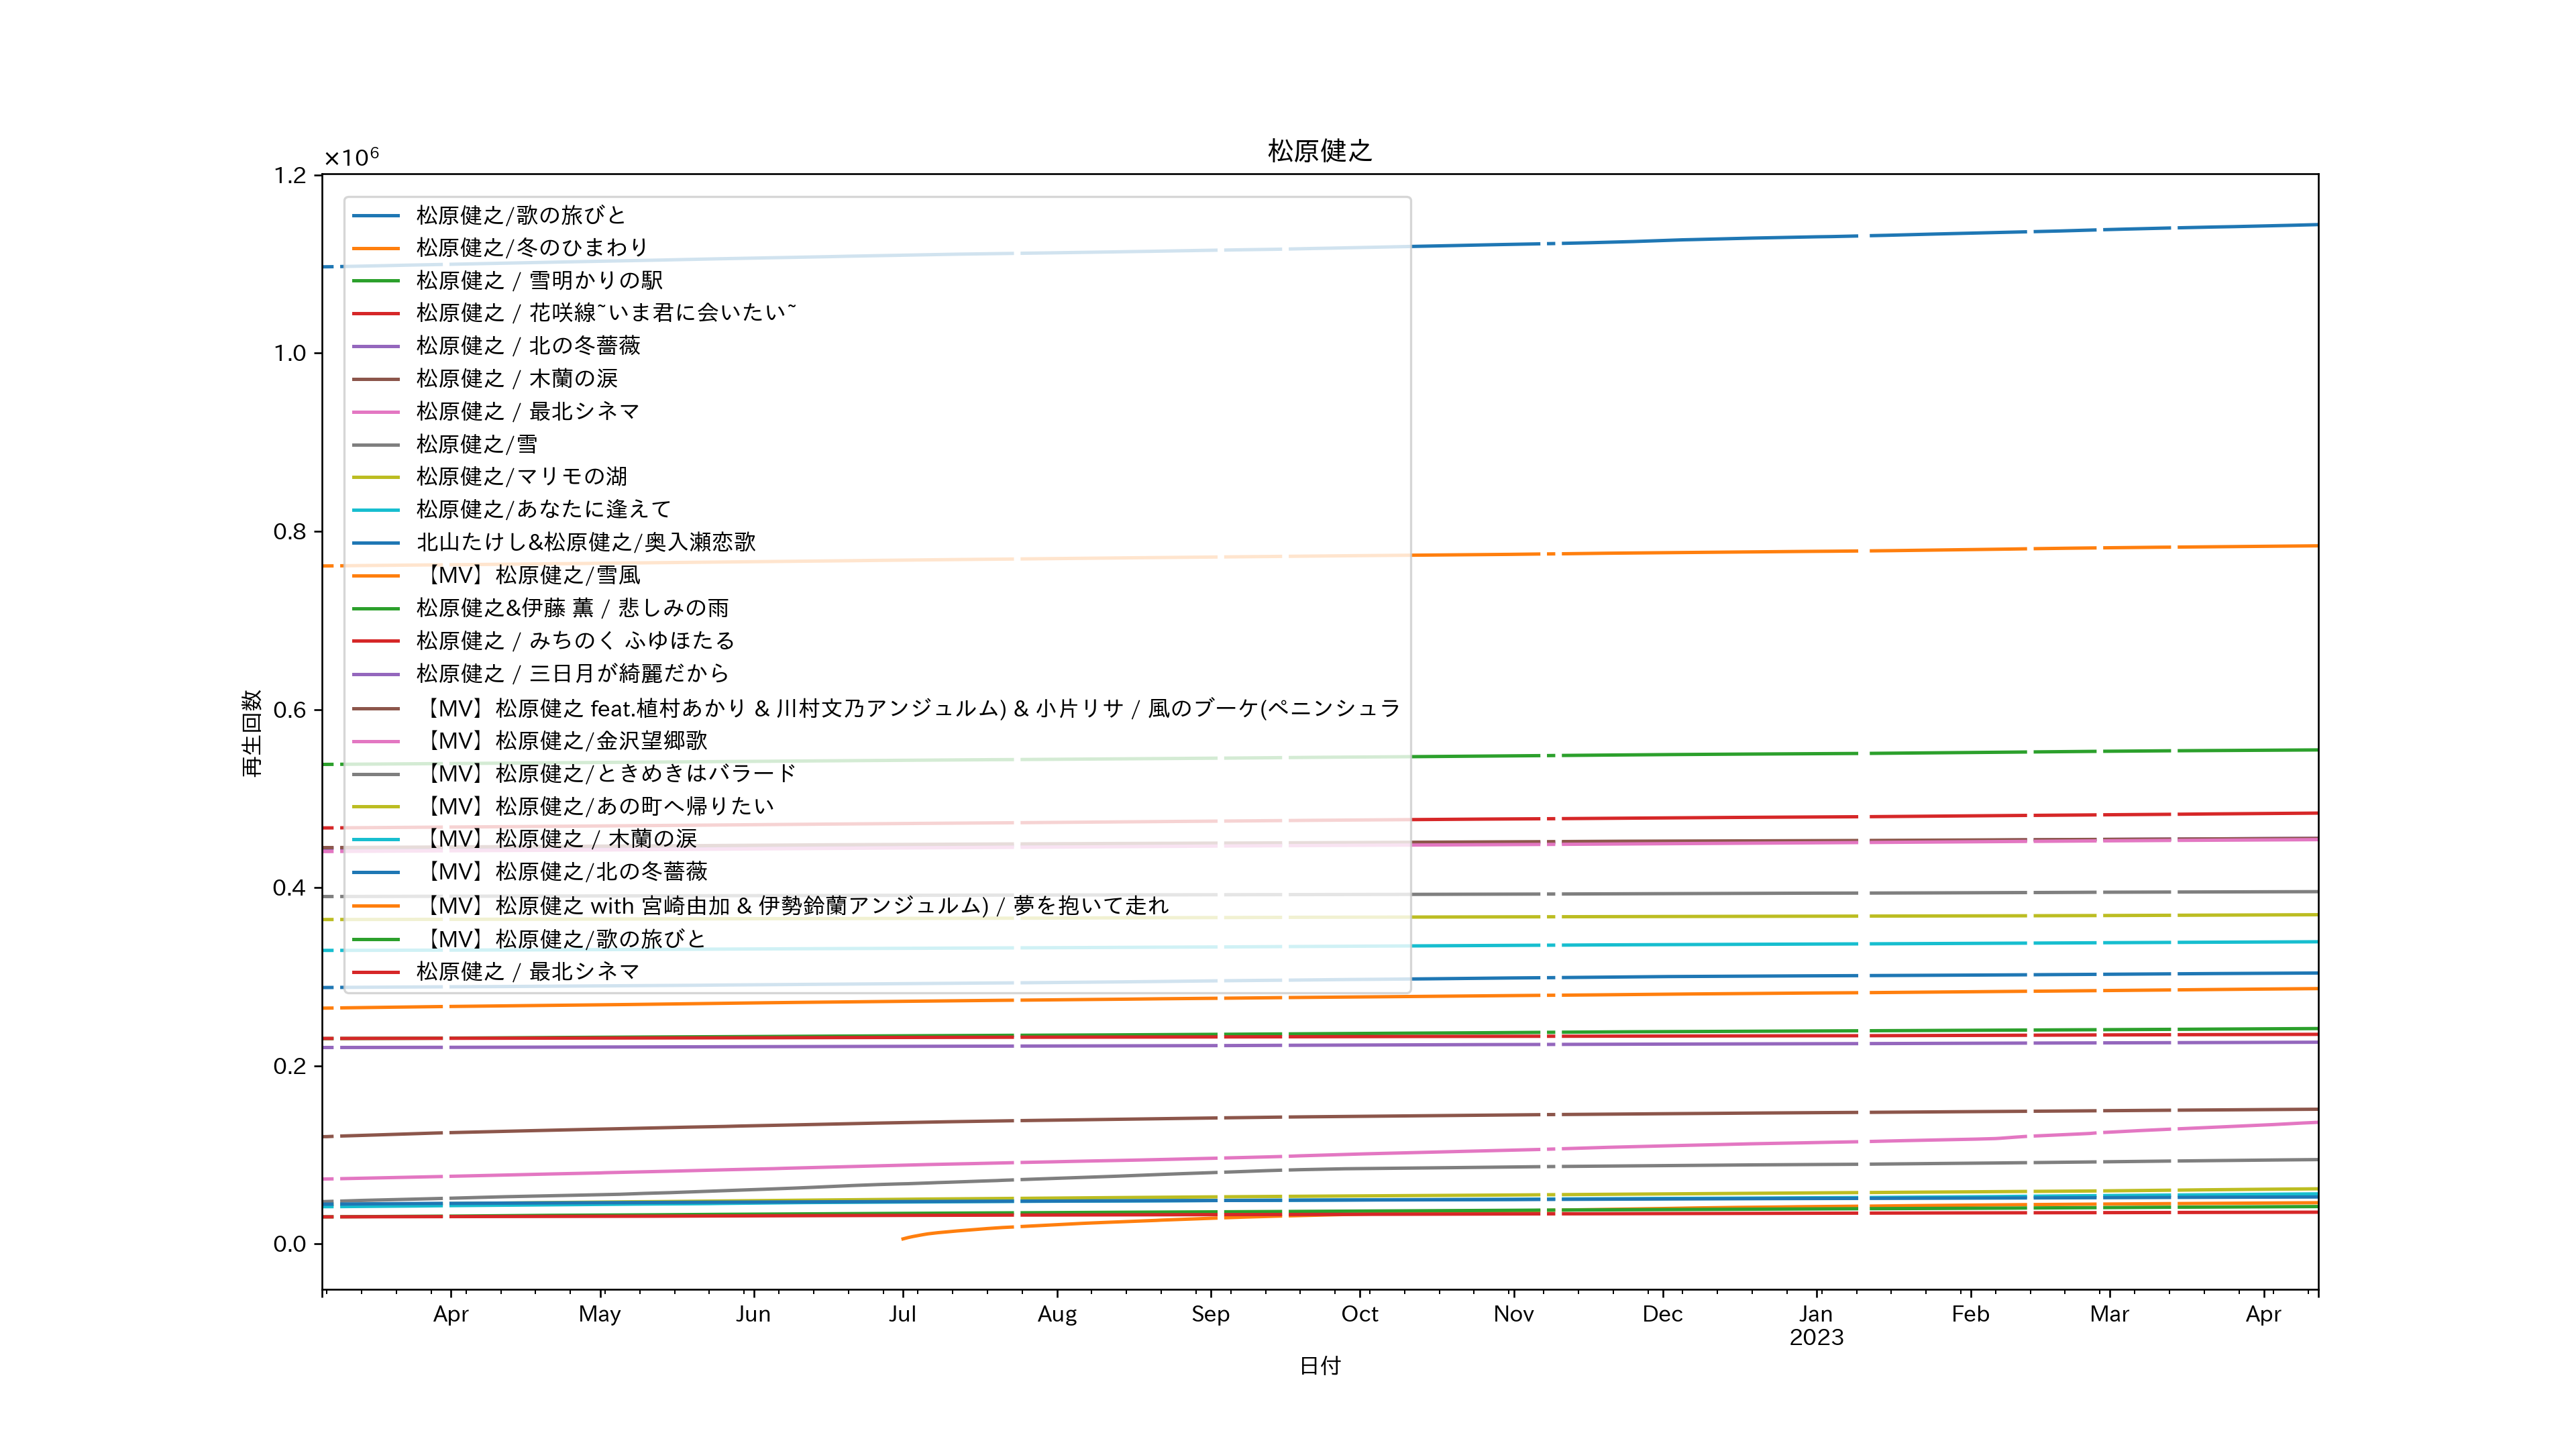 松原健之
×10⁶
1.2
1.0
0.8
0.6
0.4
0.2
0.0
再生回数
松原健之/歌の旅びと
松原健之/冬のひまわり
松原健之 / 雪明かりの駅
松原健之 / 花咲線~いま君に会いたい~
松原健之 / 北の冬薔薇
松原健之 / 木蘭の涙
松原健之 / 最北シネマ
松原健之/雪
松原健之/マリモの湖
松原健之/あなたに逢えて
北山たけし&松原健之/奥入瀬恋歌
【MV】松原健之/雪風
松原健之&伊藤 薫 / 悲しみの雨
松原健之 / みちのく ふゆほたる
松原健之 / 三日月が綺麗だから
【MV】松原健之 feat.植村あかり & 川村文乃アンジュルム) & 小片リサ / 風のブーケ(ペニンシュラ
【MV】松原健之/金沢望郷歌
【MV】松原健之/ときめきはバラード
【MV】松原健之/あの町へ帰りたい
【MV】松原健之 / 木蘭の涙
【MV】松原健之/北の冬薔薇
【MV】松原健之 with 宮崎由加 & 伊勢鈴蘭アンジュルム) / 夢を抱いて走れ
【MV】松原健之/歌の旅びと
松原健之 / 最北シネマ
Apr May Jun Jul Aug Sep Oct Nov Dec Jan Feb Mar Apr
2023
日付